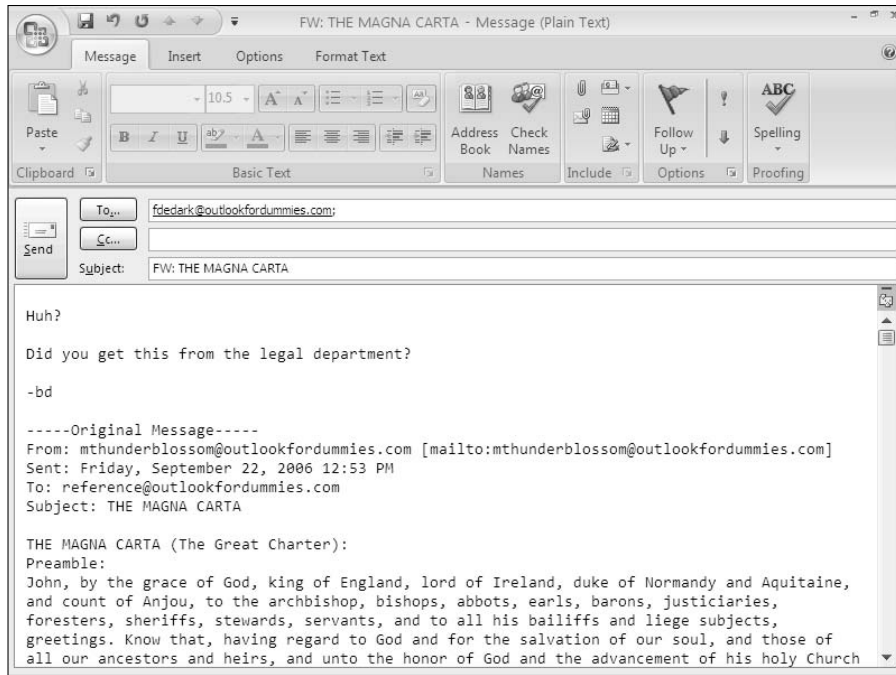 FW: THE MAGNA CARTA - Message (Plain Text)
Message Insert Options Format Text
10.5 A A
ABC
Paste
B I U ab A
Address Book
Check Names
Follow Up
Spelling
Clipboard Basic Text Names Include Options Proofing
To... fdedark@outlookfordummies.com;
Send
Cc...
Subject: FW: THE MAGNA CARTA
Huh?
Did you get this from the legal department?
-bd
-----Original Message-----
From: mthunderblossom@outlookfordummies.com [mailto:mthunderblossom@outlookfordummies.com]
Sent: Friday, September 22, 2006 12:53 PM
To: reference@outlookfordummies.com
Subject: THE MAGNA CARTA
THE MAGNA CARTA (The Great Charter):
Preamble:
John, by the grace of God, king of England, lord of Ireland, duke of Normandy and Aquitaine,
and count of Anjou, to the archbishop, bishops, abbots, earls, barons, justiciaries,
foresters, sheriffs, stewards, servants, and to all his bailiffs and liege subjects,
greetings. Know that, having regard to God and for the salvation of our soul, and those of
all our ancestors and heirs, and unto the honor of God and the advancement of his holy Church